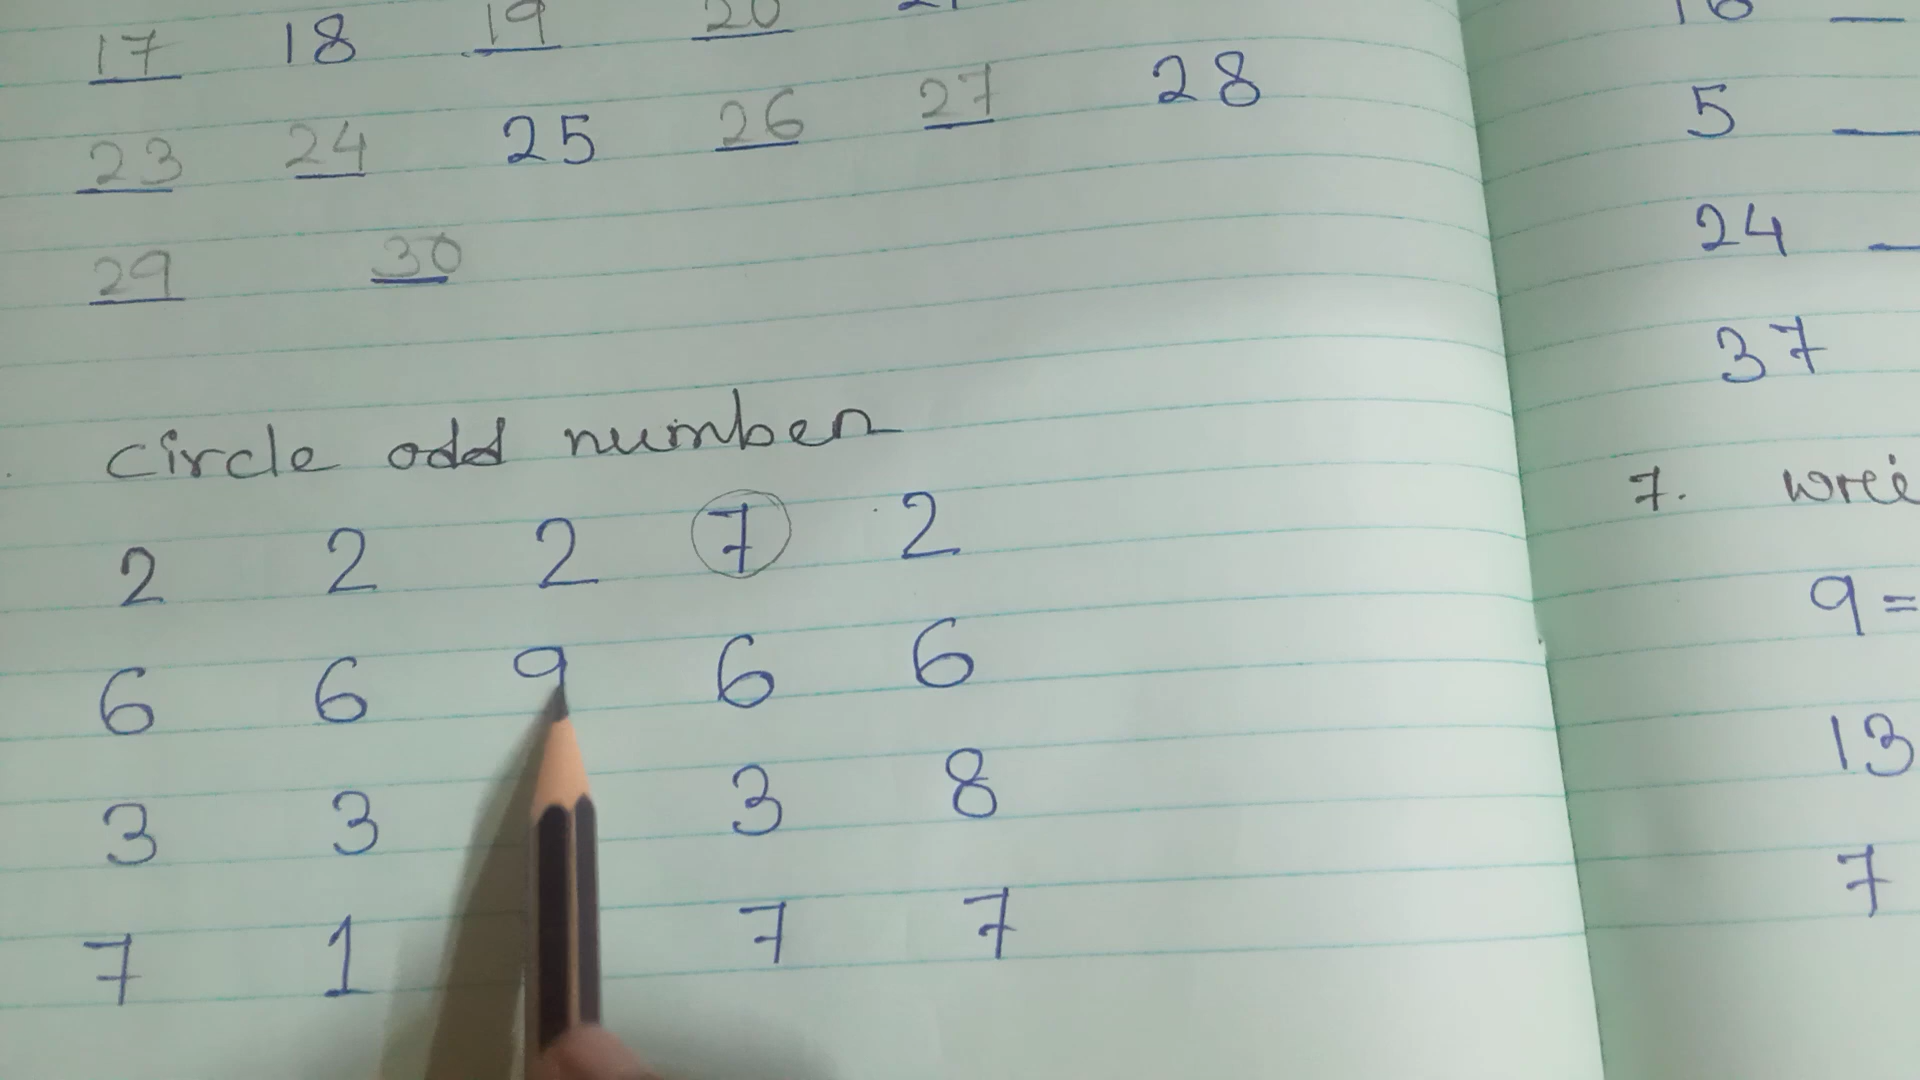 17 18 19 20
23 24 25 26 27 28
29 30
circle odd number
2 2 2 7 2
6 6 9 6 6
3 3 3 8
7 1 7 7
16
5
24
37
7.
9 =
13
7